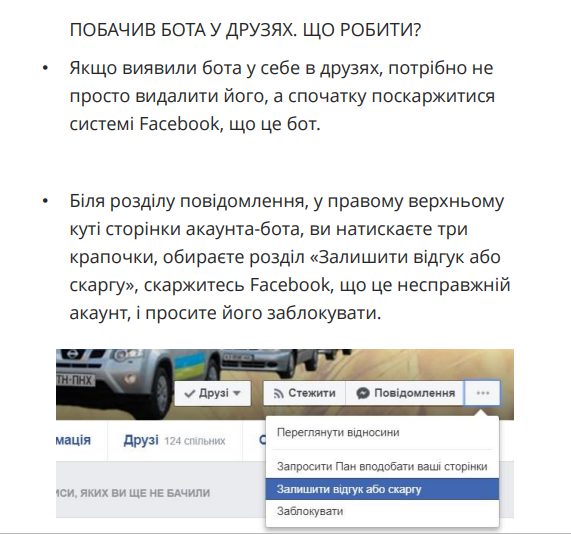 ПОБАЧИВ БОТА У ДРУЗЯХ. ЩО РОБИТИ?
• Якщо виявили бота у себе в друзях, потрібно не
просто видалити його, а спочатку поскаржитися
системі Facebook, що це бот.
• Біля розділу повідомлення, у правому верхньому
куті сторінки акаунта-бота, ви натискаєте три
крапочки, обираєте розділ «Залишити відгук або
скаргу», скаржитесь Facebook, що це несправжній
акаунт, і просите його заблокувати.
ТН-ПНХ
Друзі
Стежити
Повідомлення
мація
Друзі 124 спільних
Переглянути відносини
Запросити Пан вподобати ваші сторінки
Залишити відгук або скаргу
Заблокувати
ИСИ, ЯКИХ ВИ ЩЕ НЕ БАЧИЛИ